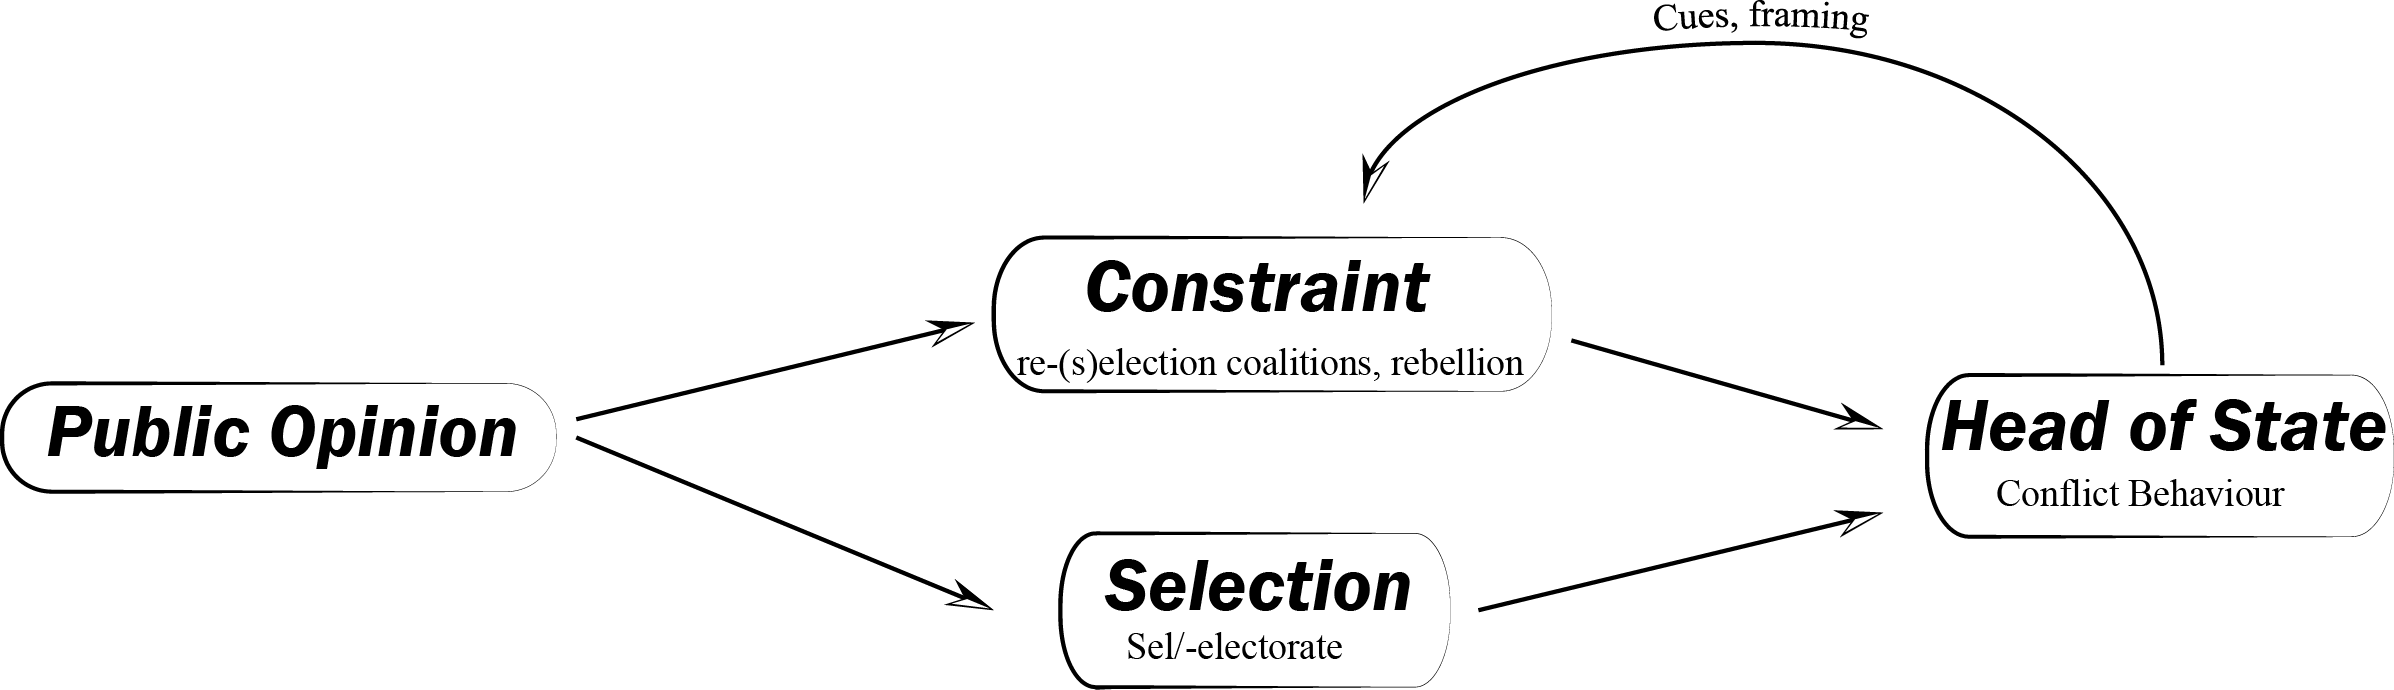 Cues, framing
Constraint
re-(s)election coalitions, rebellion
Public Opinion
Head of State
Conflict Behaviour
Selection
Sel/-electorate